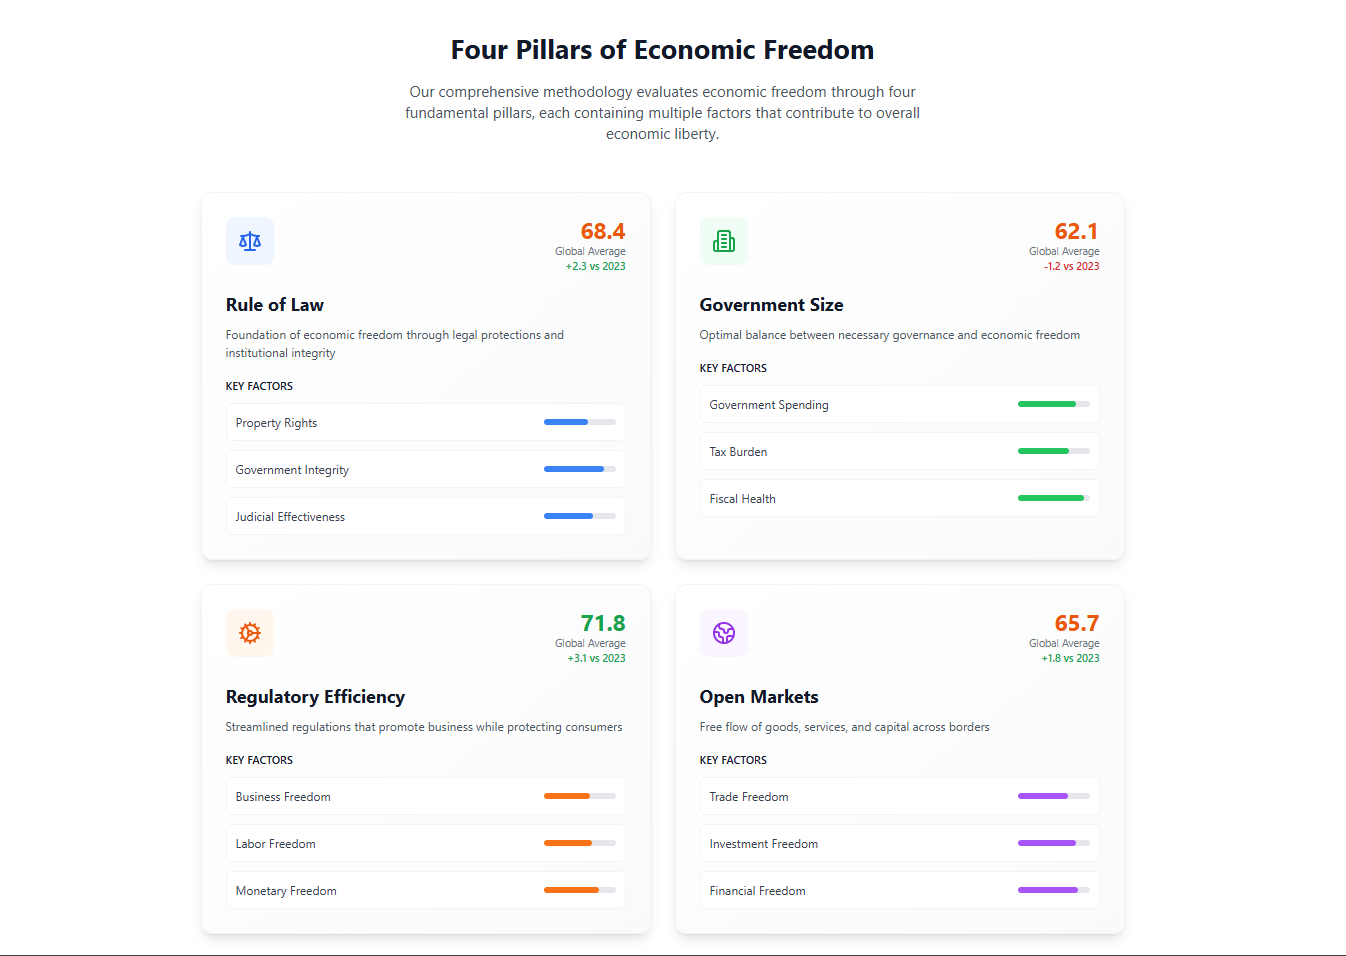 Four Pillars of Economic Freedom
Our comprehensive methodology evaluates economic freedom through four
fundamental pillars, each containing multiple factors that contribute to overall
economic liberty.
68.4
Global Average
+2.3 vs 2023
Rule of Law
Foundation of economic freedom through legal protections and
institutional integrity
KEY FACTORS
Property Rights
Government Integrity
Judicial Effectiveness
62.1
Global Average
-1.2 vs 2023
Government Size
Optimal balance between necessary governance and economic freedom
KEY FACTORS
Government Spending
Tax Burden
Fiscal Health
71.8
Global Average
+3.1 vs 2023
Regulatory Efficiency
Streamlined regulations that promote business while protecting consumers
KEY FACTORS
Business Freedom
Labor Freedom
Monetary Freedom
65.7
Global Average
+1.8 vs 2023
Open Markets
Free flow of goods, services, and capital across borders
KEY FACTORS
Trade Freedom
Investment Freedom
Financial Freedom